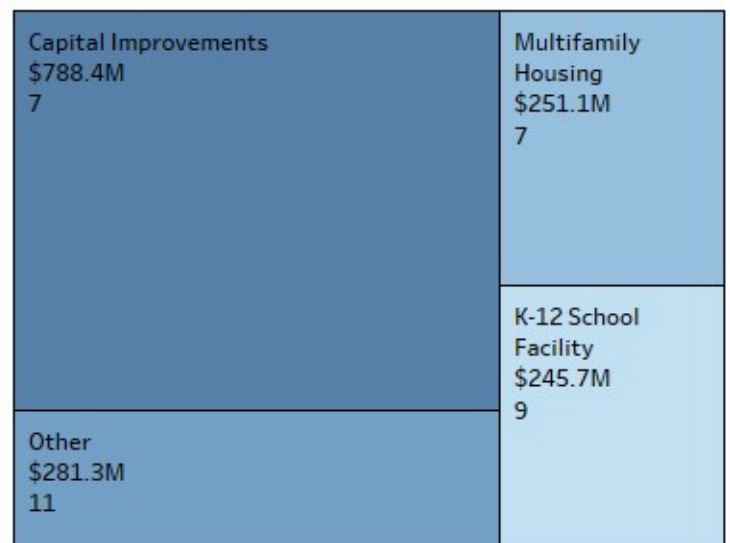 Capital Improvements
$788.4M
7
Multifamily
Housing
$251.1M
7
K-12 School
Facility
$245.7M
9
Other
$281.3M
11